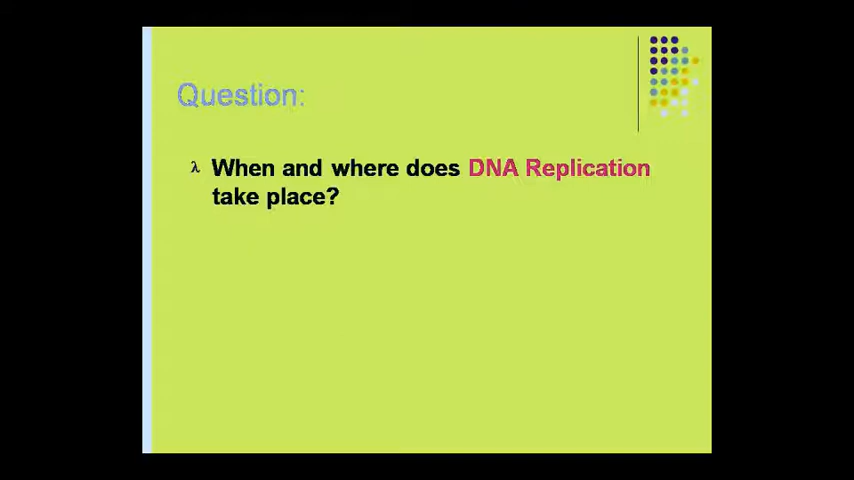 Question:
λ When and where does DNA Replication
take place?